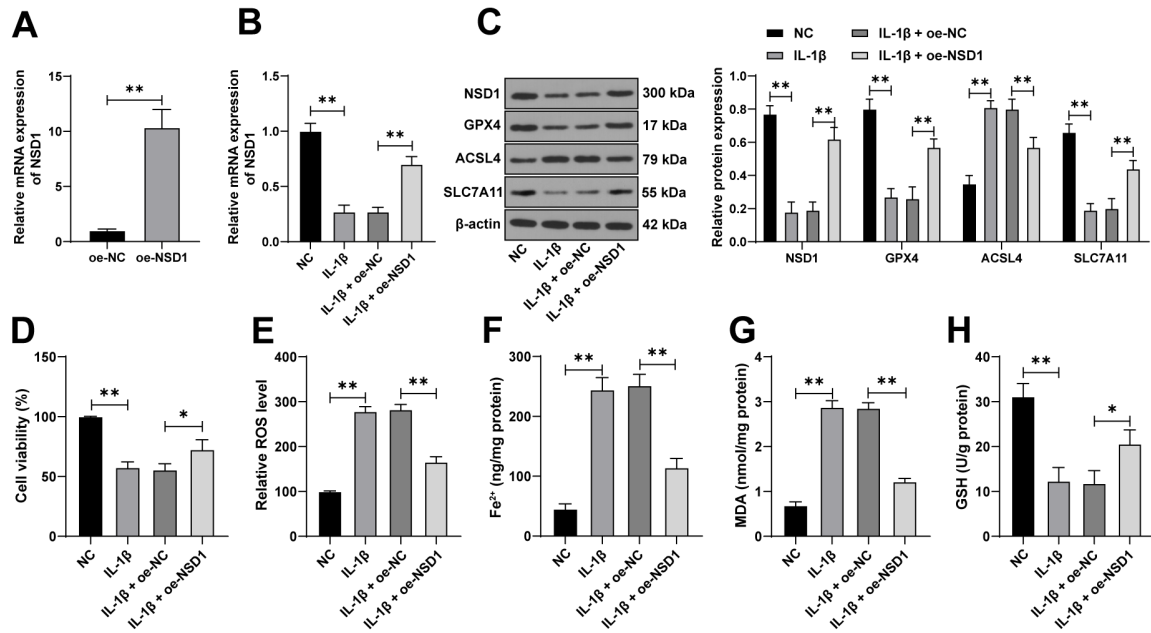 A
Relative mRNA expression
of NSD1
15
10
5
0
**
oe-NC
oe-NSD1
B
Relative mRNA expression
of NSD1
1.5
1.0
0.5
0.0
**
**
NC
IL-1β
IL-1β + oe-NC
IL-1β + oe-NSD1
C
NSD1
300 kDa
GPX4
17 kDa
ACSL4
79 kDa
SLC7A11
55 kDa
β-actin
42 kDa
NC
IL-1β
IL-1β + oe-NC
IL-1β + oe-NSD1
NC
IL-1β
IL-1β + oe-NC
IL-1β + oe-NSD1
Relative protein expression
1.0
0.8
0.6
0.4
0.2
0.0
**
**
**
**
**
**
**
**
NSD1
GPX4
ACSL4
SLC7A11
D
Cell viability (%)
150
100
50
0
**
*
NC
IL-1β
IL-1β + oe-NC
IL-1β + oe-NSD1
E
Relative ROS level
400
300
200
100
0
**
**
NC
IL-1β
IL-1β + oe-NC
IL-1β + oe-NSD1
F
Fe²⁺ (ng/mg protein)
300
200
100
0
**
**
NC
IL-1β
IL-1β + oe-NC
IL-1β + oe-NSD1
G
MDA (nmol/mg protein)
4
3
2
1
0
**
**
NC
IL-1β
IL-1β + oe-NC
IL-1β + oe-NSD1
H
GSH (U/g protein)
40
30
20
10
0
**
*
NC
IL-1β
IL-1β + oe-NC
IL-1β + oe-NSD1